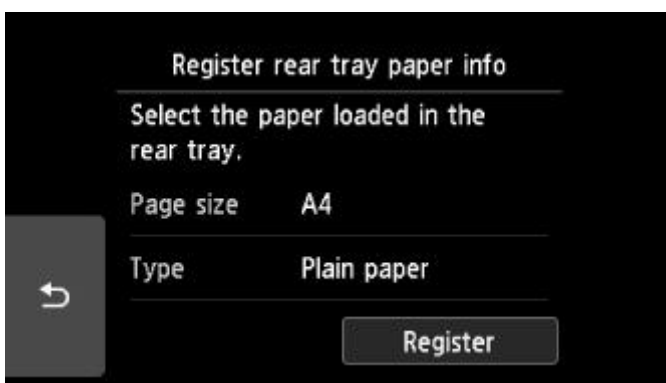 Register rear tray paper info
Select the paper loaded in the
rear tray.
Page size A4
Type Plain paper
Register